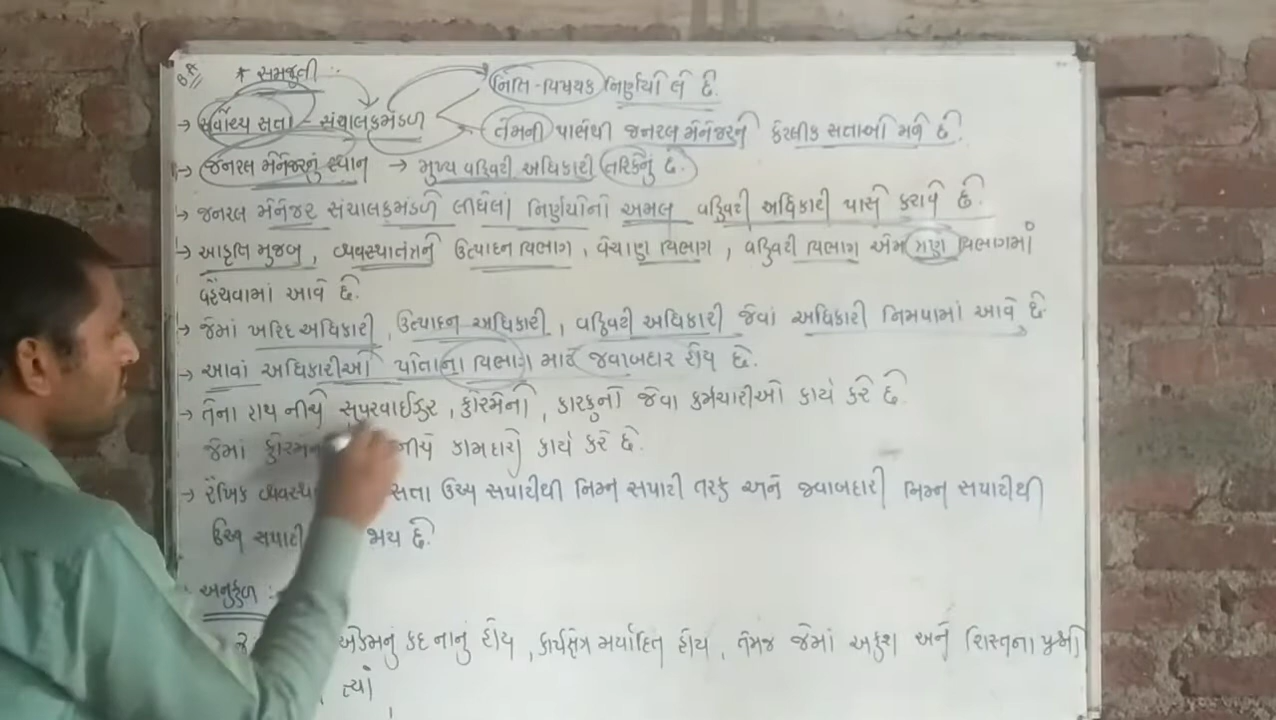 * સમજૂતી :
નિતિ-વિષયક નિર્ણયો લે છે.
→ સર્વોચ્ચ સતા - સંચાલકમંડળ
તેમની પાસેથી જનરલ મેનેજરને કેટલીક સતાઓ મળે છે.
→ જનરલ મેનેજરનું સ્થાન → મુખ્ય વહિવટી અધિકારી તરિકેનું છે.
→ જનરલ મેનેજર સંચાલકમંડળે લીધેલાં નિર્ણયોનો અમલ વહિવટી અધિકારી પાસે કરાવે છે.
→ આકૃતિ મુજબ, વ્યવસ્થાતંત્રને ઉત્પાદન વિભાગ, વેચાણ વિભાગ, વહિવટી વિભાગ એમ ત્રણ વિભાગમાં
વહેંચવામાં આવે છે.
→ જેમાં ખરિદ અધિકારી, ઉત્પાદન અધિકારી, વહિવટી અધિકારી જેવાં અધિકારી નિમવામાં આવે છે
→ આવાં અધિકારીઓ પોતાના વિભાગ માટે જવાબદાર હોય છે.
→ તેના હાથ નીચે સુપરવાઈઝર, ફોરમેનો, કારકુનો જેવા કર્મચારીઓ કાર્ય કરે છે.
જેમાં નીચે કામદારો કાર્ય કરે છે.
→ રૈખિક સતા ઉચ્ચ સપાટીથી નિમ્ન સપાટી તરફ અને જવાબદારી નિમ્ન સપાટીથી
ઉચ્ચ સપાટી જાય છે.
અનુકુળ :
એકમનું કદ નાનું હોય, કાર્યક્ષેત્ર મર્યાદિત હોય, તેમજ જેમાં અંકુશ અને શિસ્તના પ્રશ્નો
ત્યાં